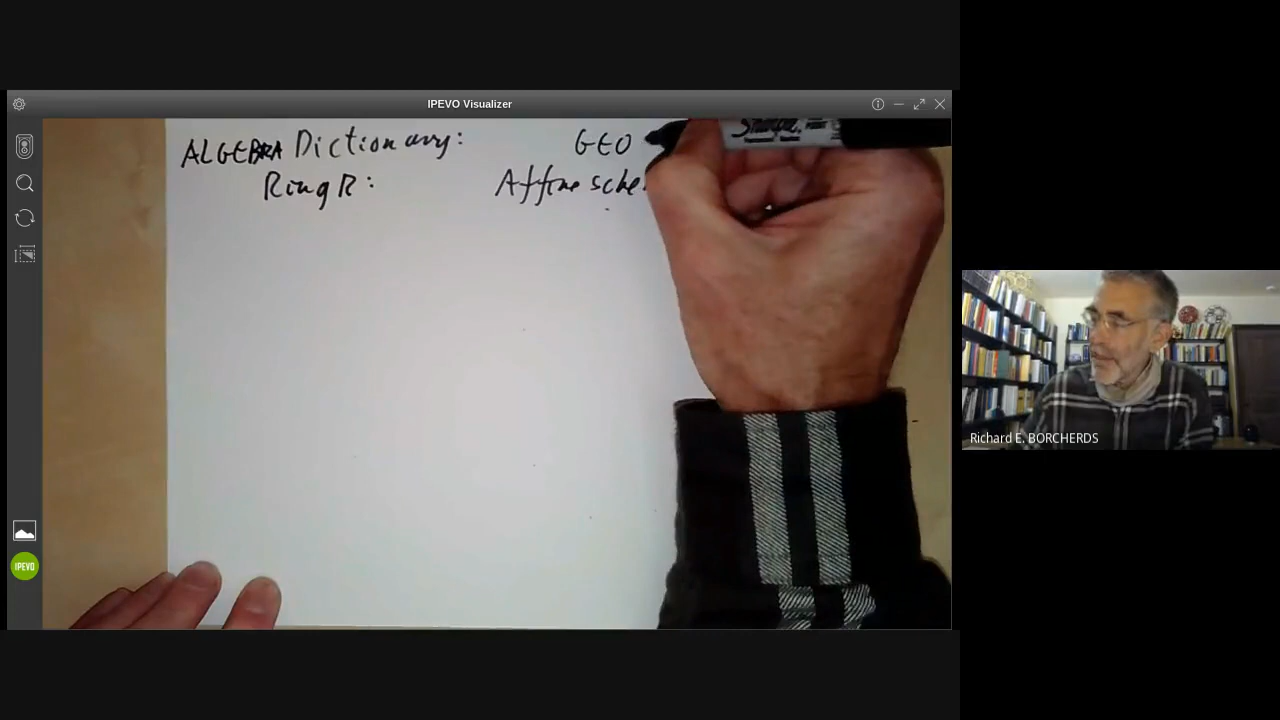 IPEVO Visualizer
ALGEBRA Dictionary: GEO
Ring R: Affine sche
IPEVO
Richard E. BORCHERDS